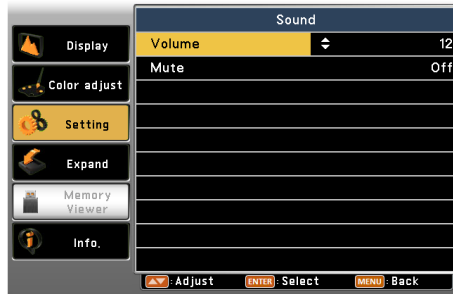 Sound
Display
Color adjust
Setting
Expand
Memory
Viewer
Info.
Volume 12
Mute Off
▲▼:Adjust ENTER:Select MENU:Back